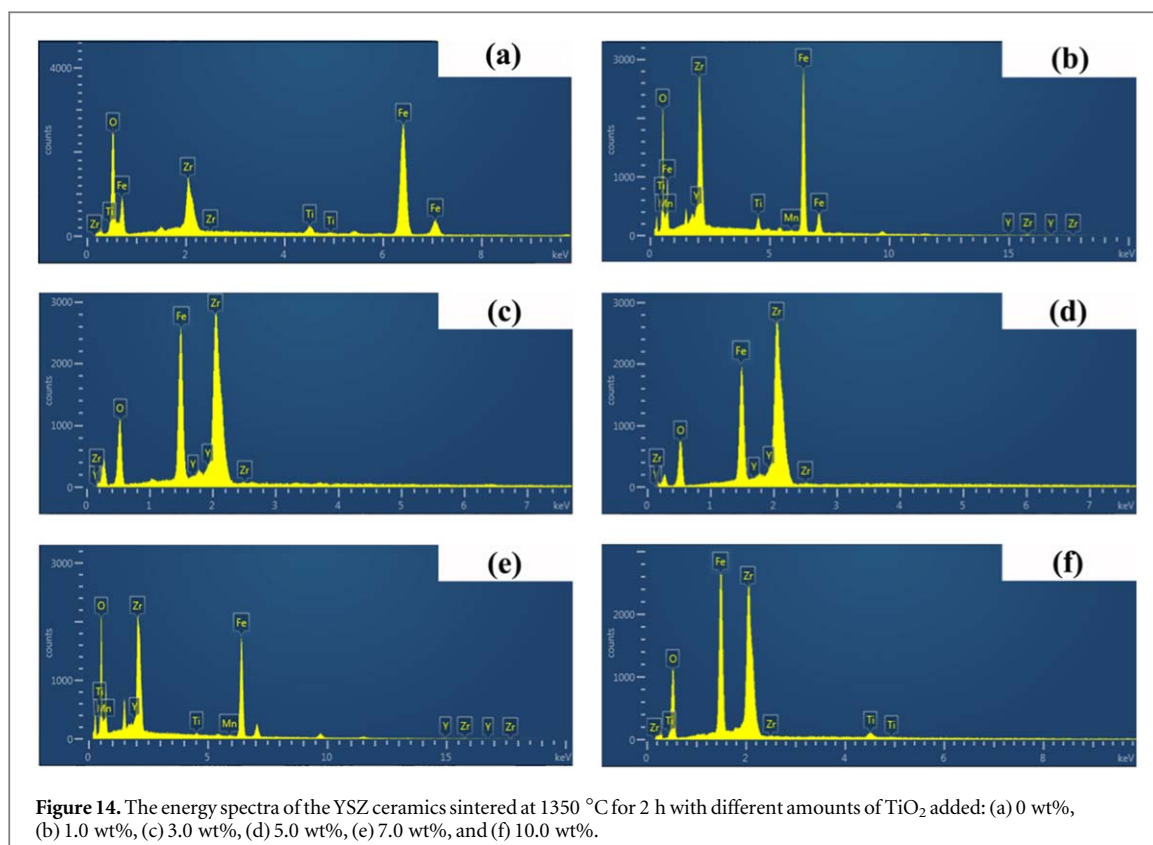 (a)
4000
counts
0
O
Fe
Zr
Ti
Zr
Zr
Ti
Ti
Fe
Fe
0 2 4 6 8 keV
(b)
3000
1000
0
counts
O
Zr
Fe
Fe
Ti
Mn
Y
Ti
Mn
Fe
Y
Zr
Y
Zr
0 5 10 15 keV
(c)
3000
2000
1000
0
counts
Zr
Fe
O
Zr
Y
Y
Y
Zr
0 1 2 3 4 5 6 7 keV
(d)
3000
2000
1000
0
counts
Zr
Fe
O
Zr
Y
Y
Y
Zr
0 1 2 3 4 5 6 7 keV
(e)
3000
1000
0
counts
O
Zr
Fe
Ti
Mn
Y
Ti
Mn
Y
Zr
Y
Zr
0 5 10 15 keV
(f)
2000
1000
0
counts
Fe
Zr
O
Zr
Ti
Zr
Ti
Ti
0 2 4 6 8 keV
Figure 14. The energy spectra of the YSZ ceramics sintered at 1350 °C for 2 h with different amounts of TiO₂ added: (a) 0 wt%,
(b) 1.0 wt%, (c) 3.0 wt%, (d) 5.0 wt%, (e) 7.0 wt%, and (f) 10.0 wt%.